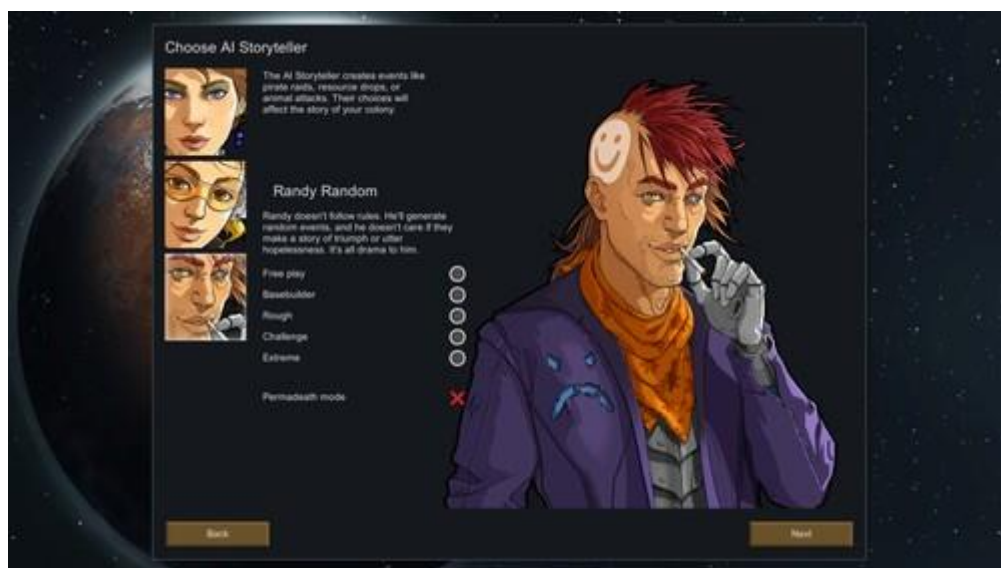 Choose AI Storyteller
The AI Storyteller creates events like
pirate raids, resource drops, or
animal attacks. Their choices will
affect the story of your colony.
Randy Random
Randy doesn't follow rules. He'll generate
random events, and he doesn't care if they
make a story of triumph or utter
hopelessness. It's all drama to him.
Free play
Basebuilder
Rough
Challenge
Extreme
Permadeath mode
Back
Next